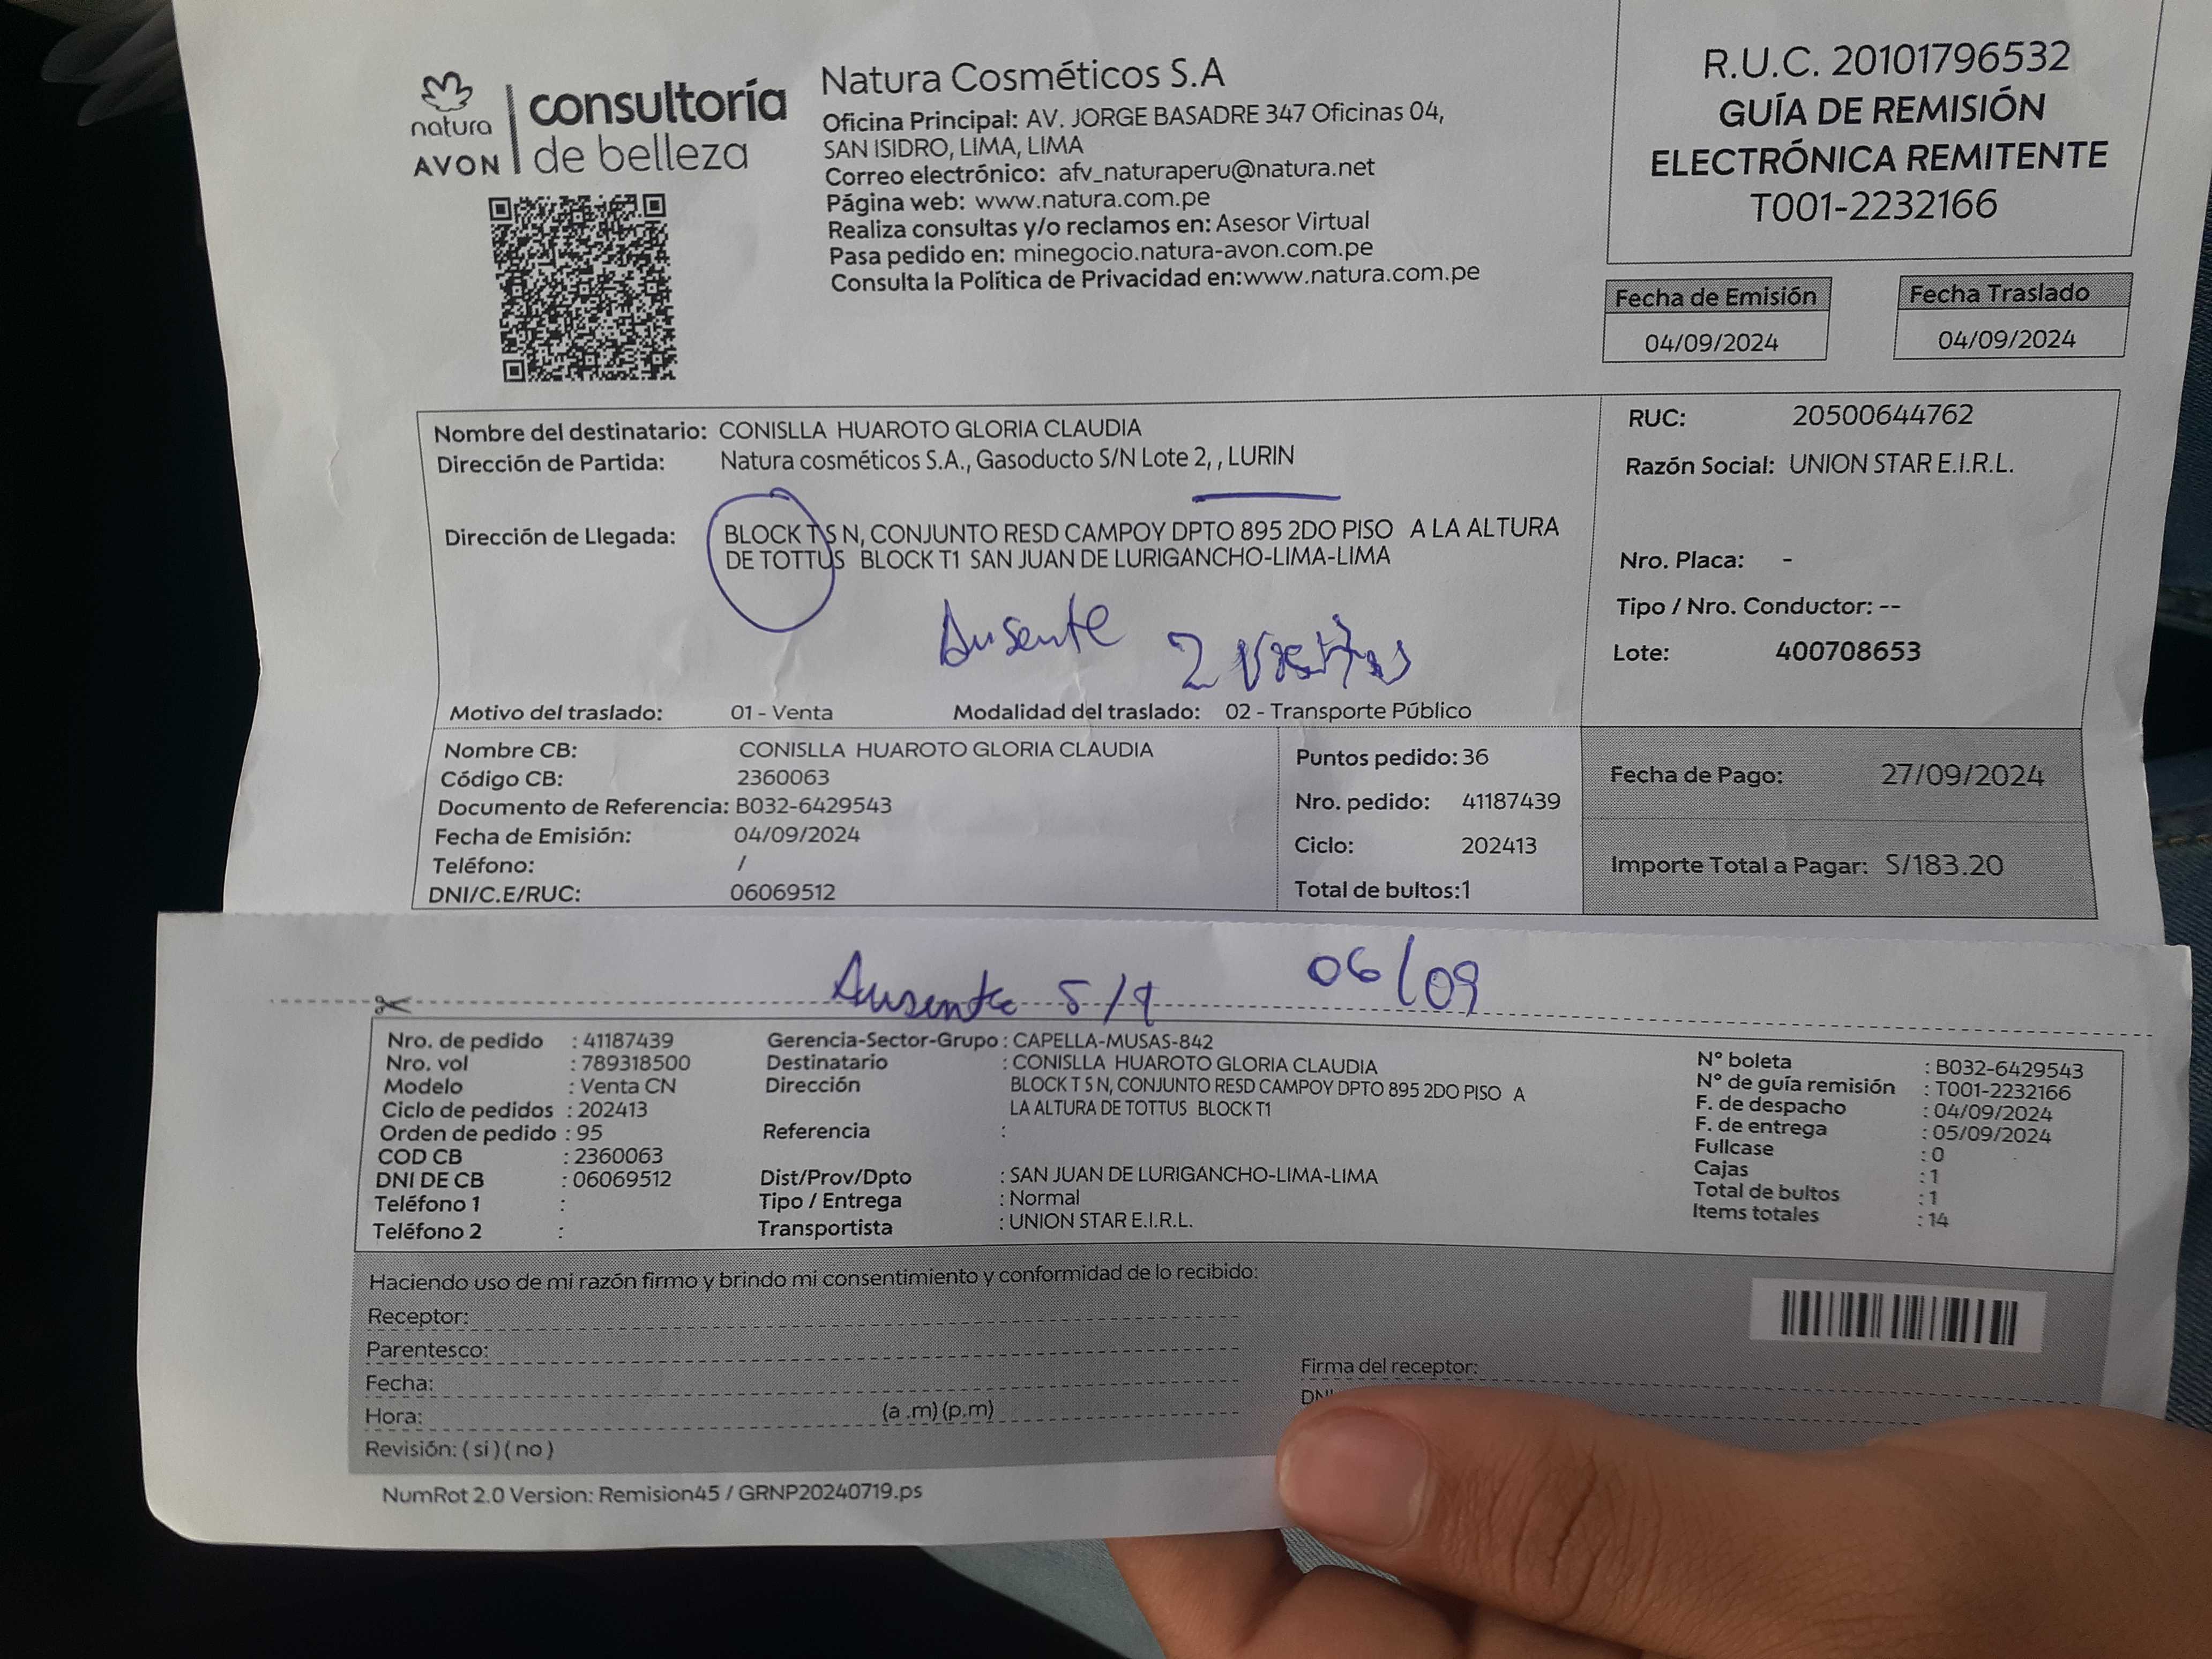 natura
AVON
consultoría
de belleza
Natura Cosméticos S.A
Oficina Principal: AV. JORGE BASADRE 347 Oficinas 04,
SAN ISIDRO, LIMA, LIMA
Correo electrónico: afv_naturaperu@natura.net
Página web: www.natura.com.pe
Realiza consultas y/o reclamos en: Asesor Virtual
Pasa pedido en: minegocio.natura-avon.com.pe
Consulta la Política de Privacidad en:www.natura.com.pe
R.U.C. 20101796532
GUÍA DE REMISIÓN
ELECTRÓNICA REMITENTE
T001-2232166
Fecha de Emisión
04/09/2024
Fecha Traslado
04/09/2024
Nombre del destinatario: CONISLLA HUAROTO GLORIA CLAUDIA
Dirección de Partida: Natura cosméticos S.A., Gasoducto S/N Lote 2, , LURIN
Dirección de Llegada: BLOCK T S N, CONJUNTO RESD CAMPOY DPTO 895 2DO PISO A LA ALTURA
DE TOTTUS BLOCK T1 SAN JUAN DE LURIGANCHO-LIMA-LIMA
Ausente 2 visitas
Motivo del traslado: 01 - Venta Modalidad del traslado: 02 - Transporte Público
RUC: 20500644762
Razón Social: UNION STAR E.I.R.L.
Nro. Placa: -
Tipo / Nro. Conductor: --
Lote: 400708653
Nombre CB: CONISLLA HUAROTO GLORIA CLAUDIA
Código CB: 2360063
Documento de Referencia: B032-6429543
Fecha de Emisión: 04/09/2024
Teléfono: /
DNI/C.E/RUC: 06069512
Puntos pedido: 36
Nro. pedido: 41187439
Ciclo: 202413
Total de bultos:1
Fecha de Pago: 27/09/2024
Importe Total a Pagar: S/183.20
Ausente 5/9 06/09
Nro. de pedido : 41187439
Nro. vol : 789318500
Modelo : Venta CN
Ciclo de pedidos : 202413
Orden de pedido : 95
COD CB : 2360063
DNI DE CB : 06069512
Teléfono 1 :
Teléfono 2 :
Gerencia-Sector-Grupo : CAPELLA-MUSAS-842
Destinatario : CONISLLA HUAROTO GLORIA CLAUDIA
Dirección BLOCK T S N, CONJUNTO RESD CAMPOY DPTO 895 2DO PISO A
LA ALTURA DE TOTTUS BLOCK T1
Referencia :
Dist/Prov/Dpto : SAN JUAN DE LURIGANCHO-LIMA-LIMA
Tipo / Entrega : Normal
Transportista : UNION STAR E.I.R.L.
N° boleta : B032-6429543
N° de guía remisión : T001-2232166
F. de despacho : 04/09/2024
F. de entrega : 05/09/2024
Fullcase : 0
Cajas : 1
Total de bultos : 1
Items totales : 14
Haciendo uso de mi razón firmo y brindo mi consentimiento y conformidad de lo recibido:
Receptor:
Parentesco:
Fecha:
Hora: (a .m) (p.m)
Revisión: ( si ) ( no )
Firma del receptor:
NumRot 2.0 Version: Remision45 / GRNP20240719.ps